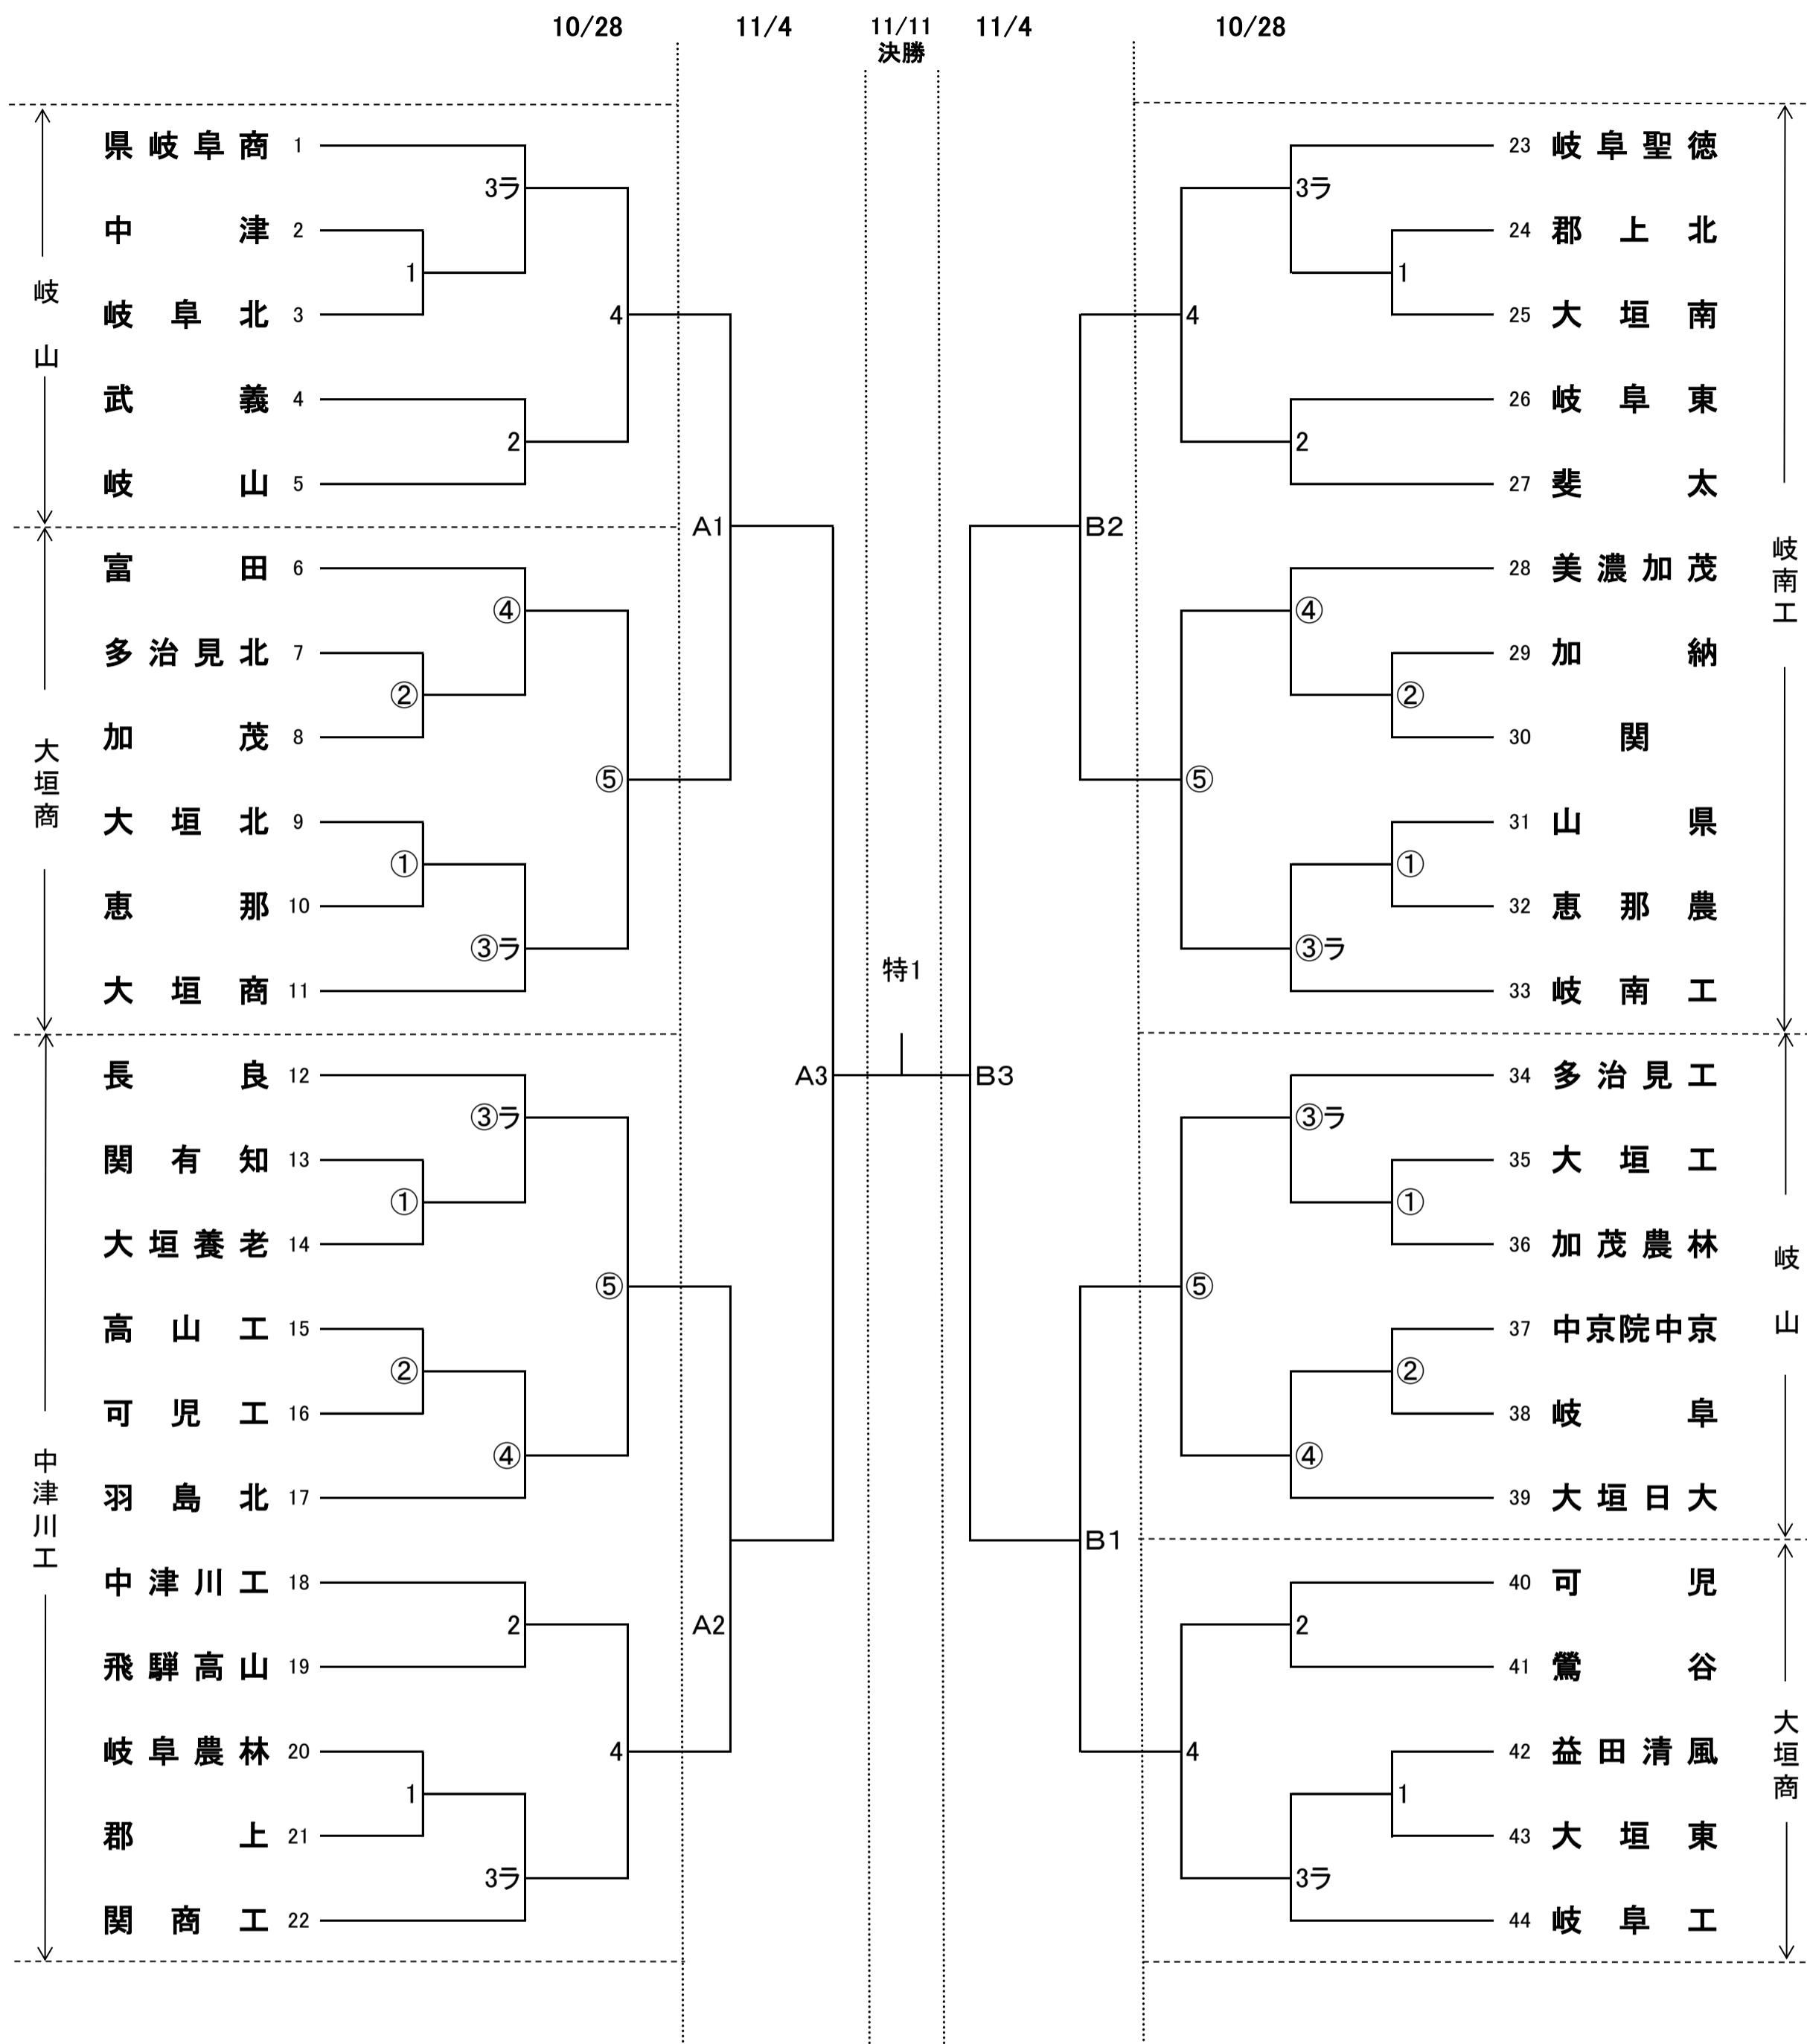 10/28 11/4 11/11 11/4 10/28
決勝
県岐阜商 1
中津 2
岐阜北 3
武義 4
岐山 5
3ラ
1
2
4
岐山
富田 6
多治見北 7
加茂 8
大垣北 9
恵那 10
大垣商 11
④
②
①
③ラ
⑤
大垣商
A1
長良 12
関有知 13
大垣養老 14
高山工 15
可児工 16
羽島北 17
中津川工 18
飛騨高山 19
岐阜農林 20
郡上 21
関商工 22
③ラ
①
②
④
⑤
2
1
3ラ
4
中津川工
A2
A3
特1
B3
23 岐阜聖徳
24 郡上北
25 大垣南
26 岐阜東
27 斐太
28 美濃加茂
29 加納
30 関
31 山県
32 恵那農
33 岐南工
3ラ
1
2
4
④
②
①
③ラ
⑤
岐南工
B2
34 多治見工
35 大垣工
36 加茂農林
37 中京院中京
38 岐阜
39 大垣日大
③ラ
①
②
④
⑤
岐山
B1
40 可児
41 鶯谷
42 益田清風
43 大垣東
44 岐阜工
2
1
3ラ
4
大垣商